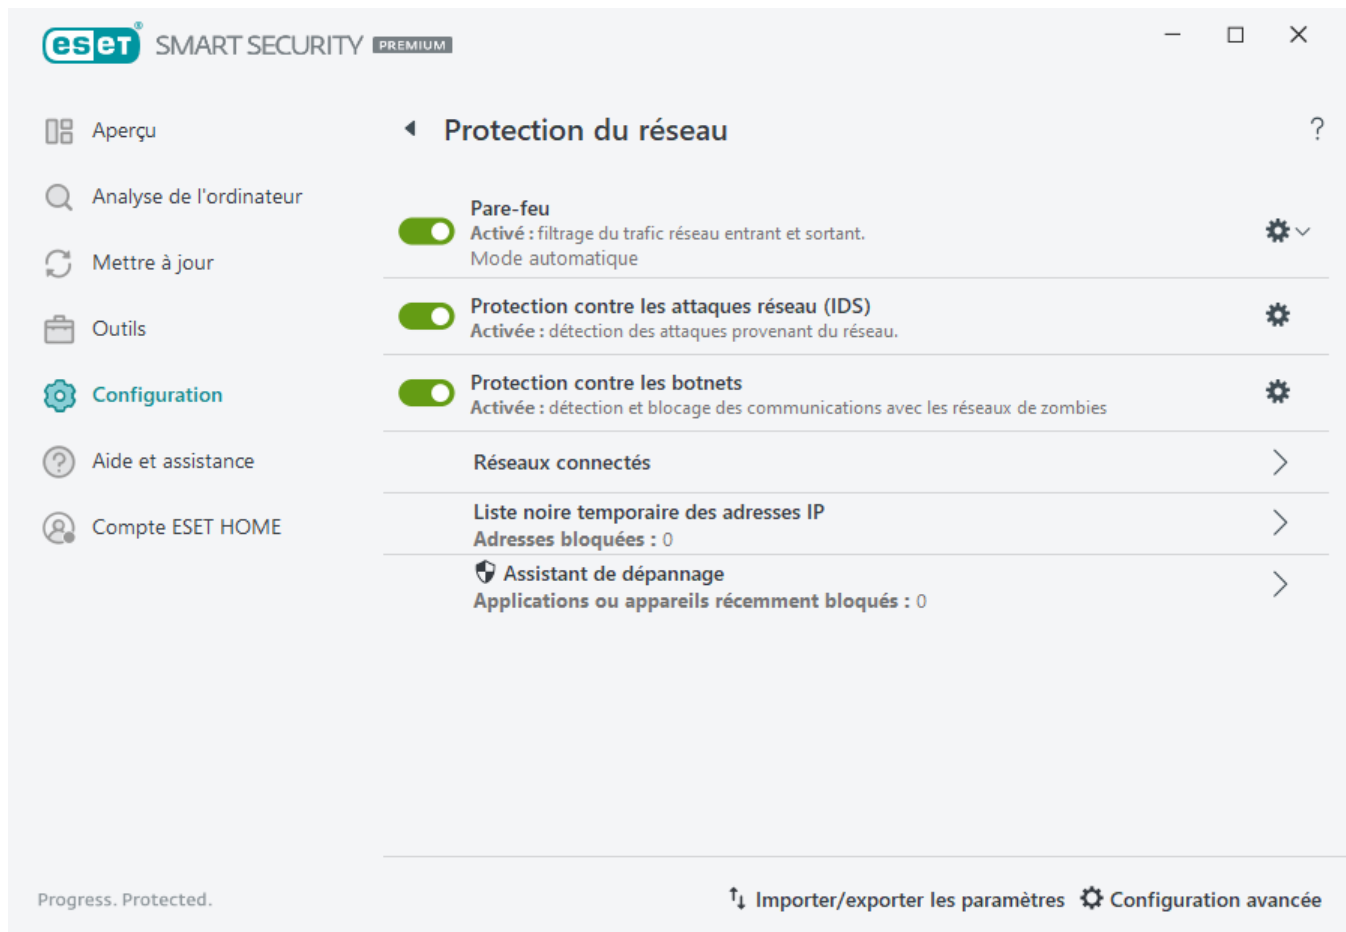 eset® SMART SECURITY PREMIUM
Aperçu
Analyse de l'ordinateur
Mettre à jour
Outils
Configuration
Aide et assistance
Compte ESET HOME
Protection du réseau
?
Pare-feu
Activé : filtrage du trafic réseau entrant et sortant.
Mode automatique
Protection contre les attaques réseau (IDS)
Activée : détection des attaques provenant du réseau.
Protection contre les botnets
Activée : détection et blocage des communications avec les réseaux de zombies
Réseaux connectés
Liste noire temporaire des adresses IP
Adresses bloquées : 0
Assistant de dépannage
Applications ou appareils récemment bloqués : 0
Progress. Protected.
Importer/exporter les paramètres Configuration avancée